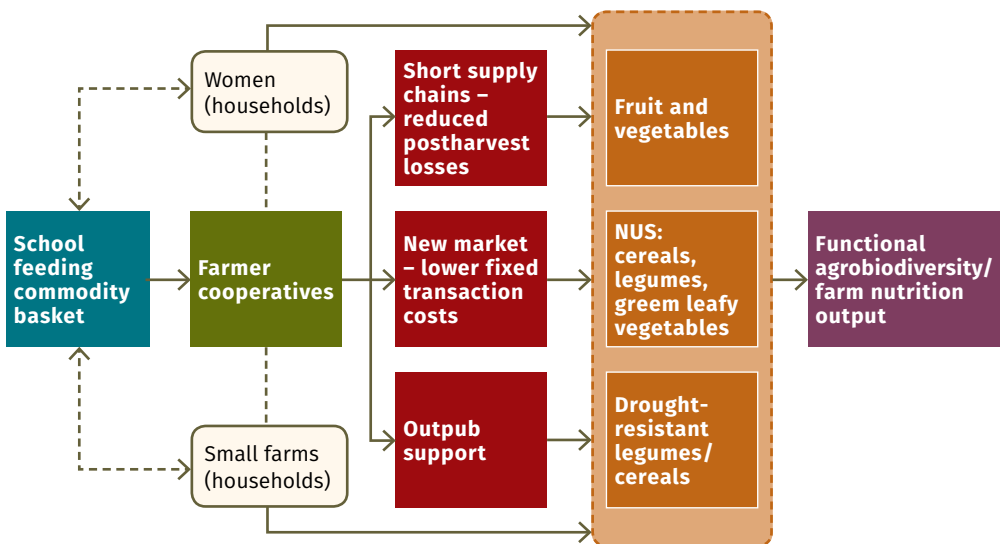 Women
(households)
Short supply
chains –
reduced
postharvest
losses
Fruit and
vegetables
School
feeding
commodity
basket
Farmer
cooperatives
New market
– lower fixed
transaction
costs
NUS:
cereals,
legumes,
greem leafy
vegetables
Functional
agrobiodiversity/
farm nutrition
output
Small farms
(households)
Outpub
support
Drought-
resistant
legumes/
cereals